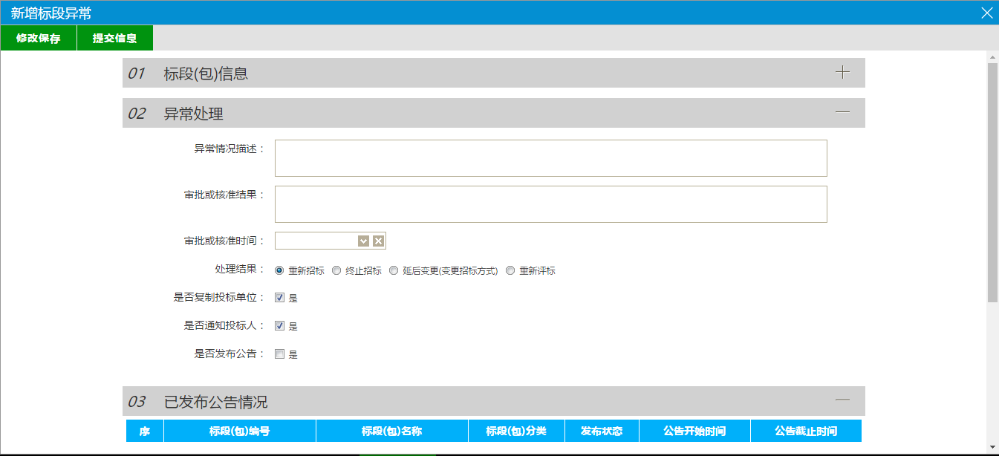 新增标段异常
修改保存 提交信息
01 标段(包)信息
02 异常处理
异常情况描述：
审批或核准结果：
审批或核准时间：
处理结果： 重新招标 终止招标 延后变更(变更招标方式) 重新评标
是否复制投标单位： 是
是否通知投标人： 是
是否发布公告： 是
03 已发布公告情况
序 标段(包)编号 标段(包)名称 标段(包)分类 发布状态 公告开始时间 公告截止时间